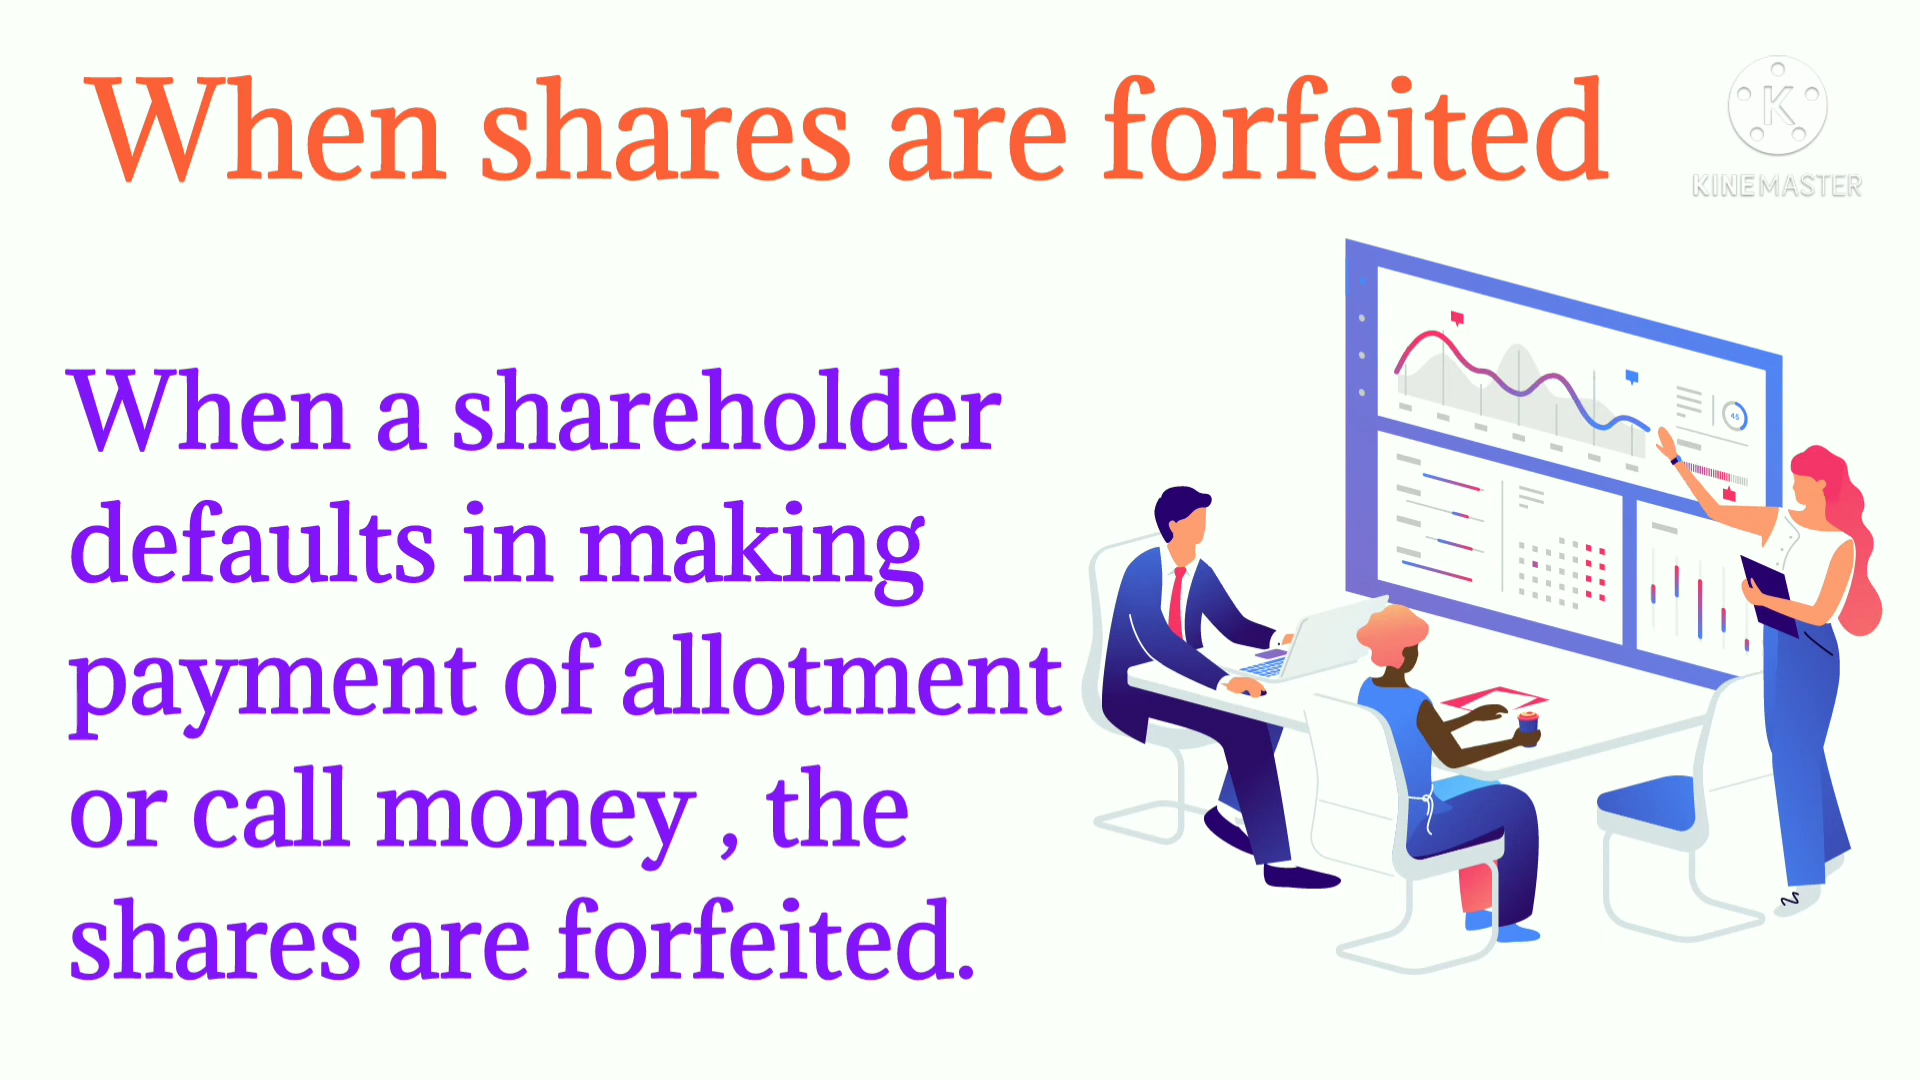 When shares are forfeited
KINEMASTER
When a shareholder
defaults in making
payment of allotment
or call money , the
shares are forfeited.
K
45